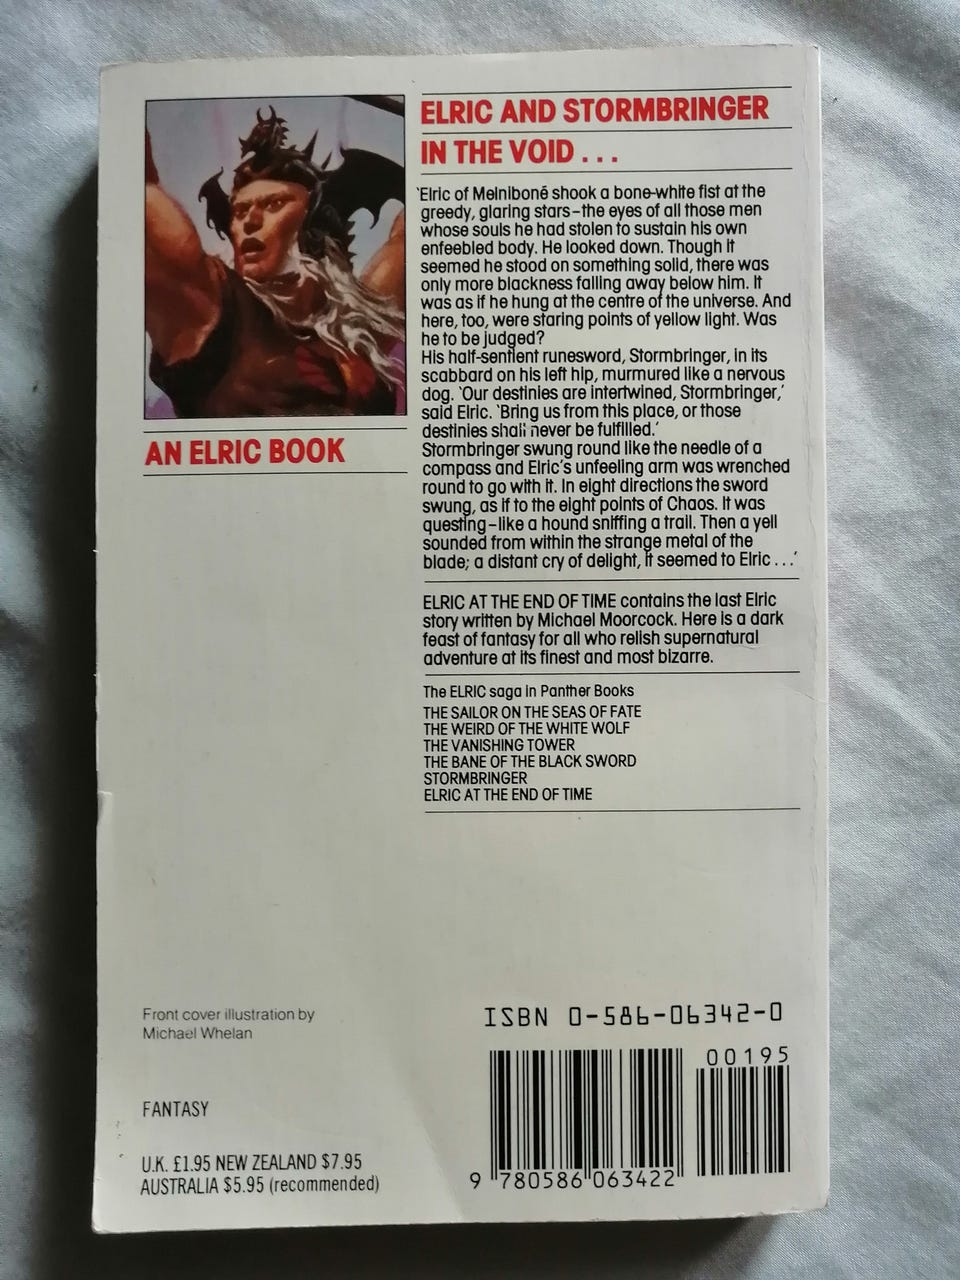 ELRIC AND STORMBRINGER
IN THE VOID . . .
'Elric of Melniboné shook a bone-white fist at the
greedy, glaring stars–the eyes of all those men
whose souls he had stolen to sustain his own
enfeebled body. He looked down. Though it
seemed he stood on something solid, there was
only more blackness falling away below him. It
was as if he hung at the centre of the universe. And
here, too, were staring points of yellow light. Was
he to be judged?
His half-sentient runesword, Stormbringer, in its
scabbard on his left hip, murmured like a nervous
dog. 'Our destinies are intertwined, Stormbringer,'
said Elric. 'Bring us from this place, or those
destinies shall never be fulfilled.'
Stormbringer swung round like the needle of a
compass and Elric's unfeeling arm was wrenched
round to go with it. In eight directions the sword
swung, as if to the eight points of Chaos. It was
questing–like a hound sniffing a trail. Then a yell
sounded from within the strange metal of the
blade; a distant cry of delight, it seemed to Elric . . .'
AN ELRIC BOOK
ELRIC AT THE END OF TIME contains the last Elric
story written by Michael Moorcock. Here is a dark
feast of fantasy for all who relish supernatural
adventure at its finest and most bizarre.
The ELRIC saga in Panther Books
THE SAILOR ON THE SEAS OF FATE
THE WEIRD OF THE WHITE WOLF
THE VANISHING TOWER
THE BANE OF THE BLACK SWORD
STORMBRINGER
ELRIC AT THE END OF TIME
Front cover illustration by
Michael Whelan
FANTASY
U.K. £1.95 NEW ZEALAND $7.95
AUSTRALIA $5.95 (recommended)
ISBN 0-586-06342-0
00195
9 780586 063422